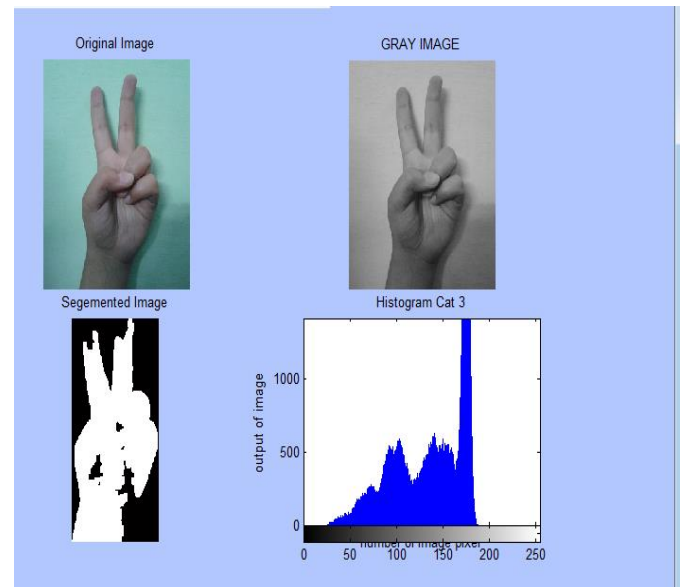 Original Image
GRAY IMAGE
Segemented Image
Histogram Cat 3
output of image
1000
500
0
0 50 100 150 200 250
number of image pixel